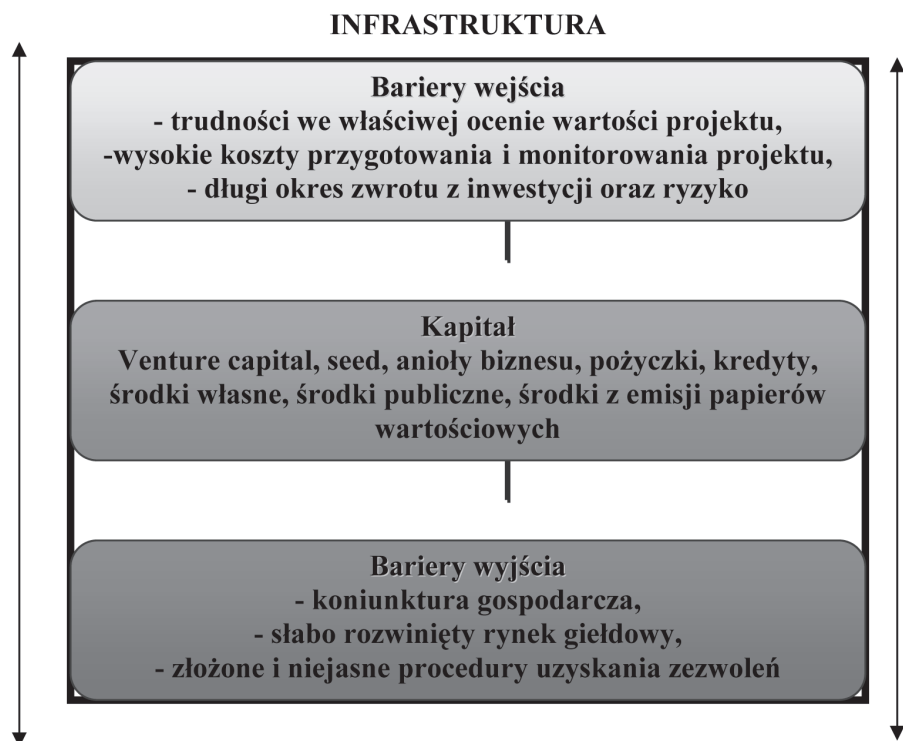 INFRASTRUKTURA
Bariery wejścia
- trudności we właściwej ocenie wartości projektu,
-wysokie koszty przygotowania i monitorowania projektu,
- długi okres zwrotu z inwestycji oraz ryzyko
Kapitał
Venture capital, seed, anioły biznesu, pożyczki, kredyty,
środki własne, środki publiczne, środki z emisji papierów
wartościowych
Bariery wyjścia
- koniunktura gospodarcza,
- słabo rozwinięty rynek giełdowy,
- złożone i niejasne procedury uzyskania zezwoleń